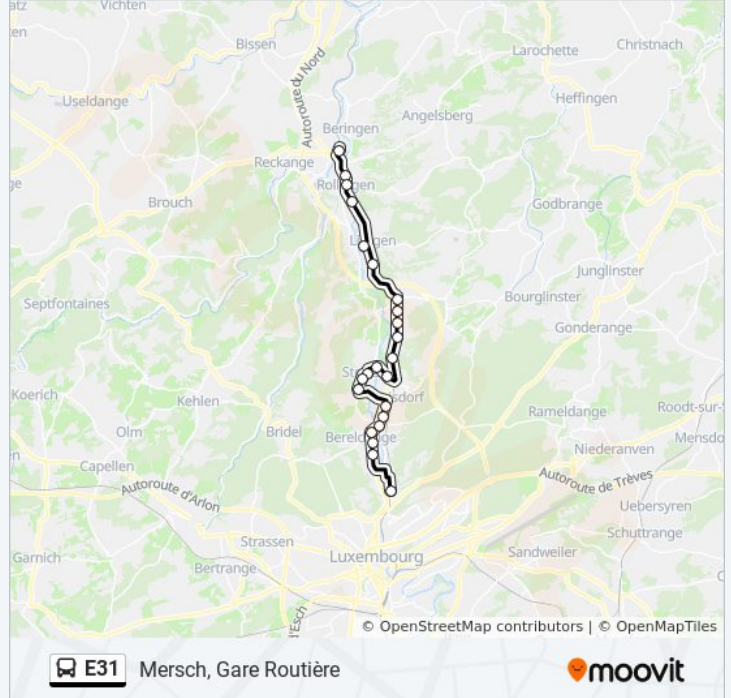 Vichten
Bissen
Larochette
Christnach
Autoroute du Nord
Useldange
Heffingen
Angelsberg
Beringen
Reckange
Brouch
Godbrange
Junglinster
Bourglinster
Septfontaines
Gonderange
Koerich
Kehlen
Rameldange
Roodt-sur-
Olm
Bridel
Mensdo
Niederanven
Capellen
Autoroute d'Arlon
Autoroute de Trèves
Uebersyren
Strassen
Schuttrange
Luxembourg
Sandweiler
Garnich
Bertrange
d'Esch
© OpenStreetMap contributors | © OpenMapTiles
E31 Mersch, Gare Routière
moovit